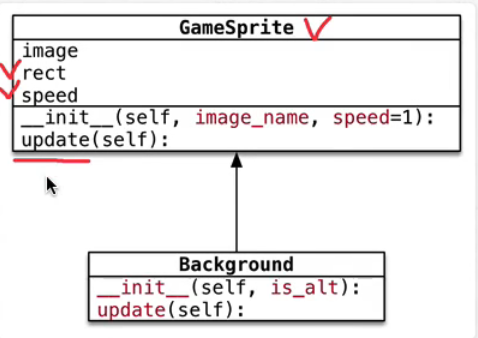 GameSprite
image
rect
speed
__init__(self, image_name, speed=1):
update(self):
Background
__init__(self, is_alt):
update(self):